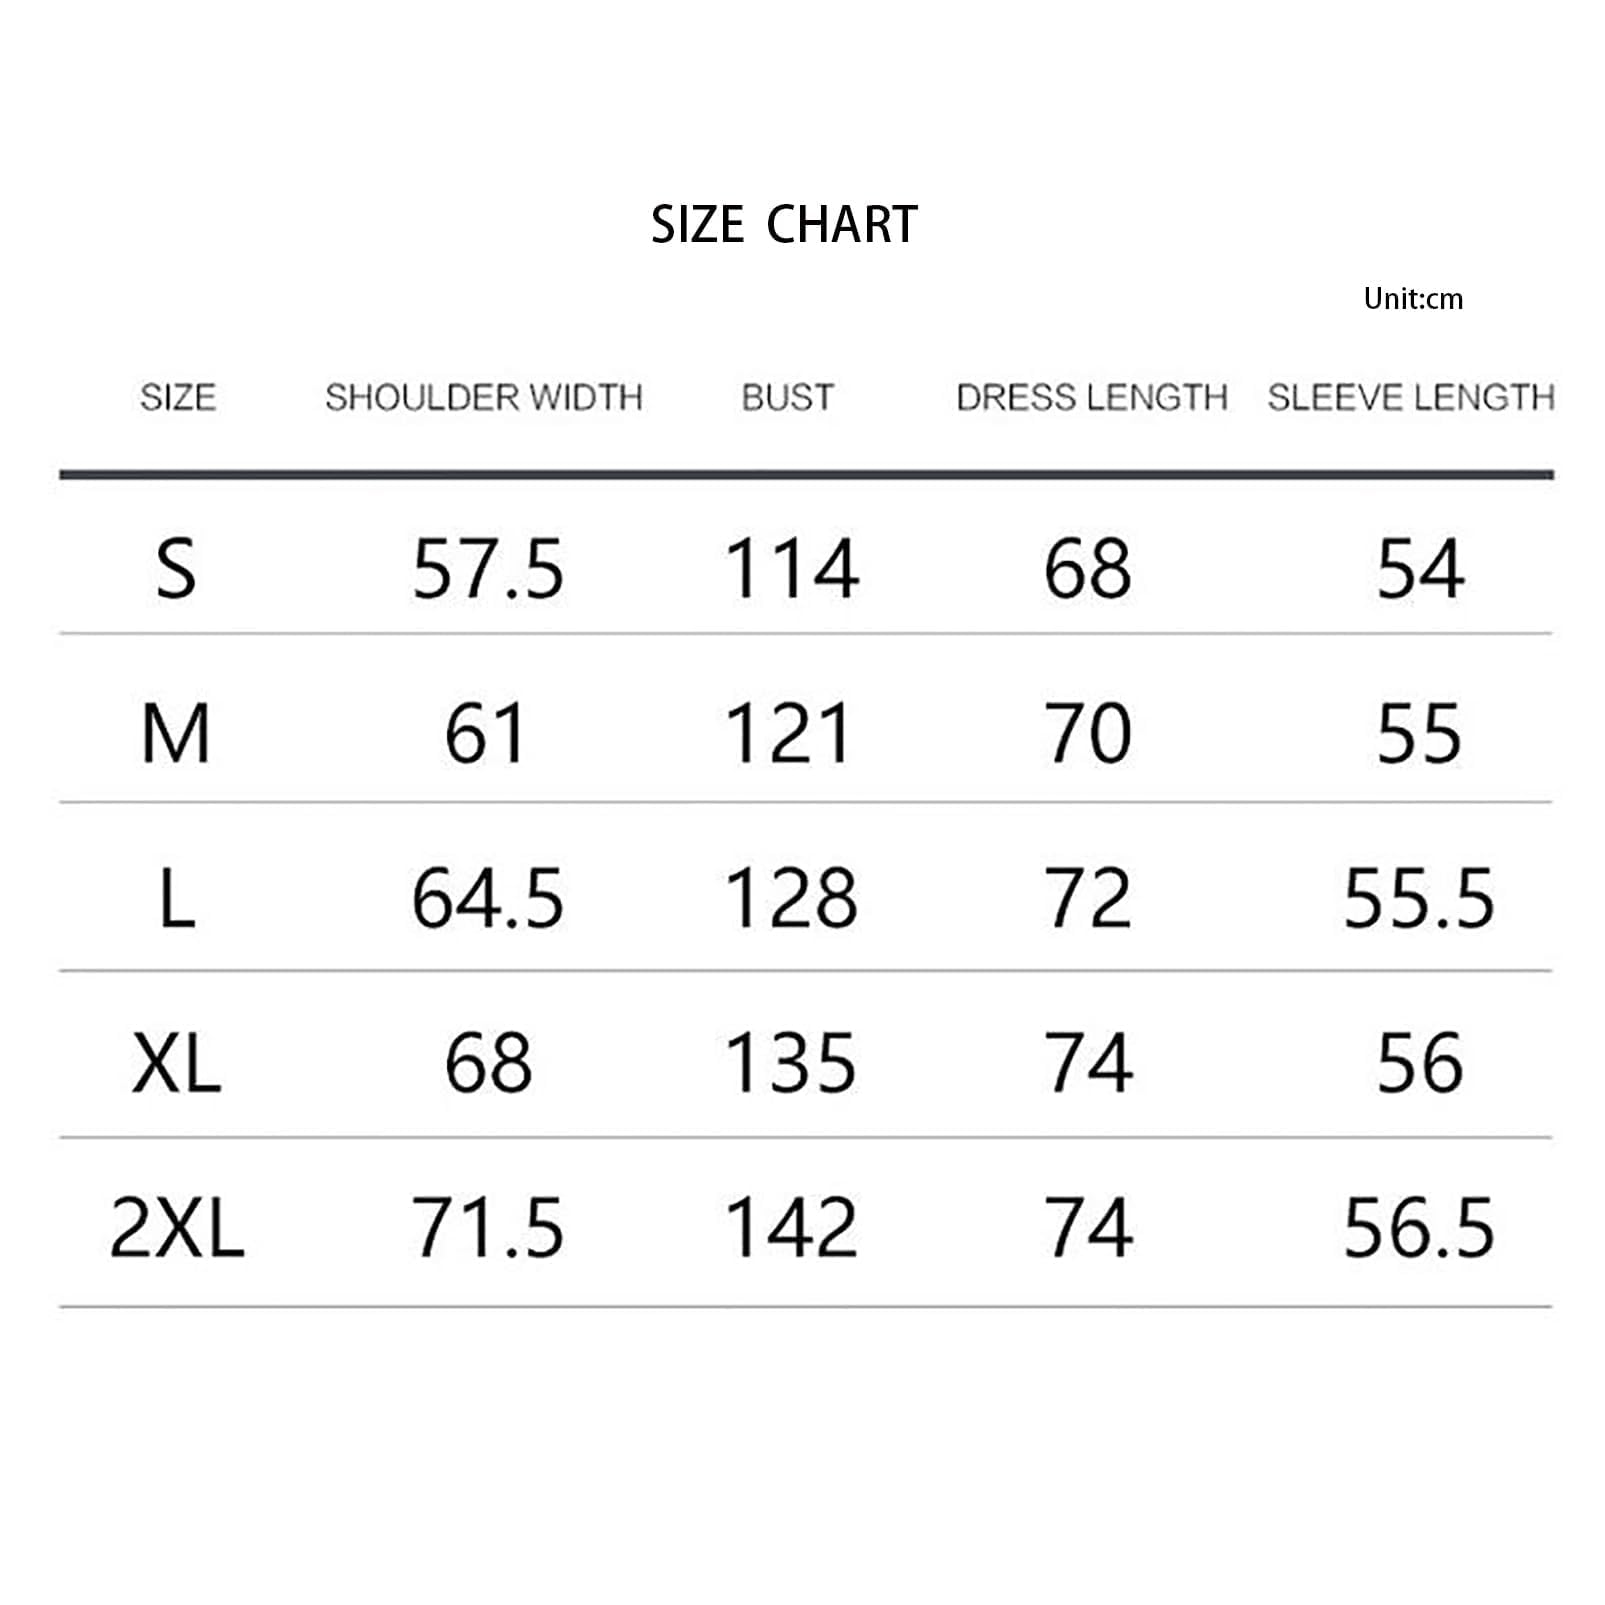 SIZE CHART
Unit:cm
SIZE SHOULDER WIDTH BUST DRESS LENGTH SLEEVE LENGTH
S 57.5 114 68 54
M 61 121 70 55
L 64.5 128 72 55.5
XL 68 135 74 56
2XL 71.5 142 74 56.5